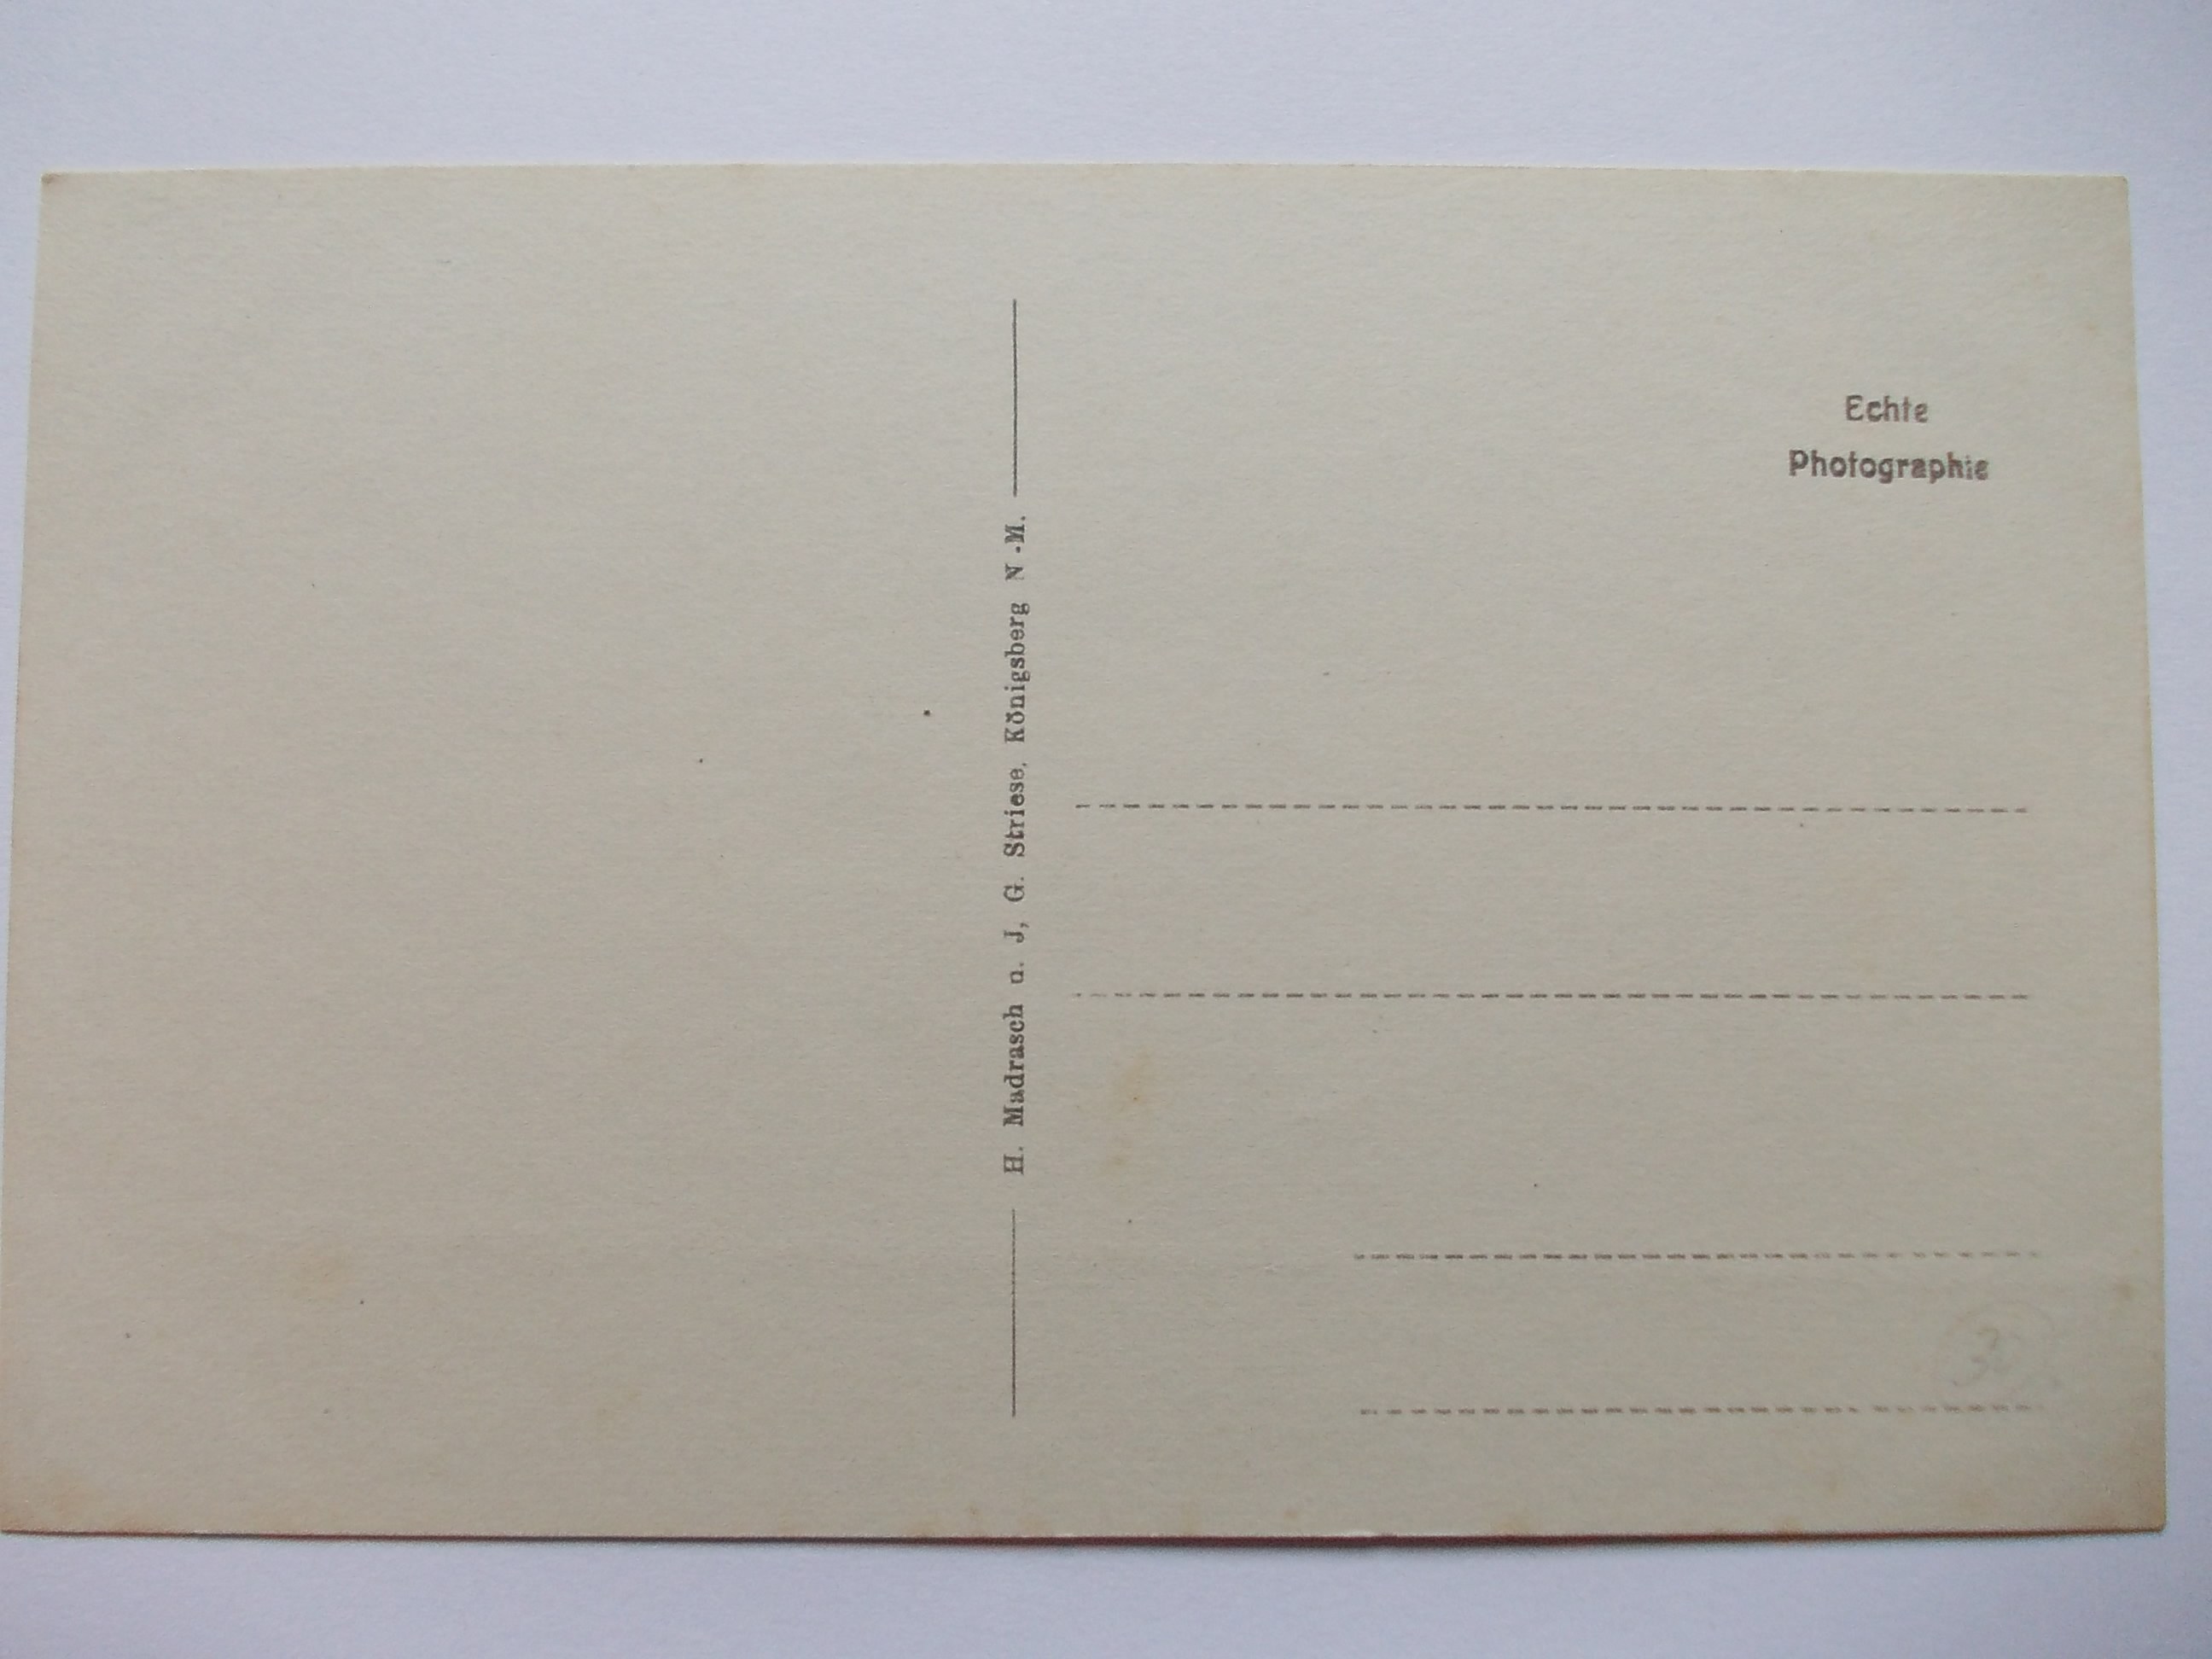 Echte
Photographie
H. Madrasch u. J, G. Striese, Königsberg N.-M.